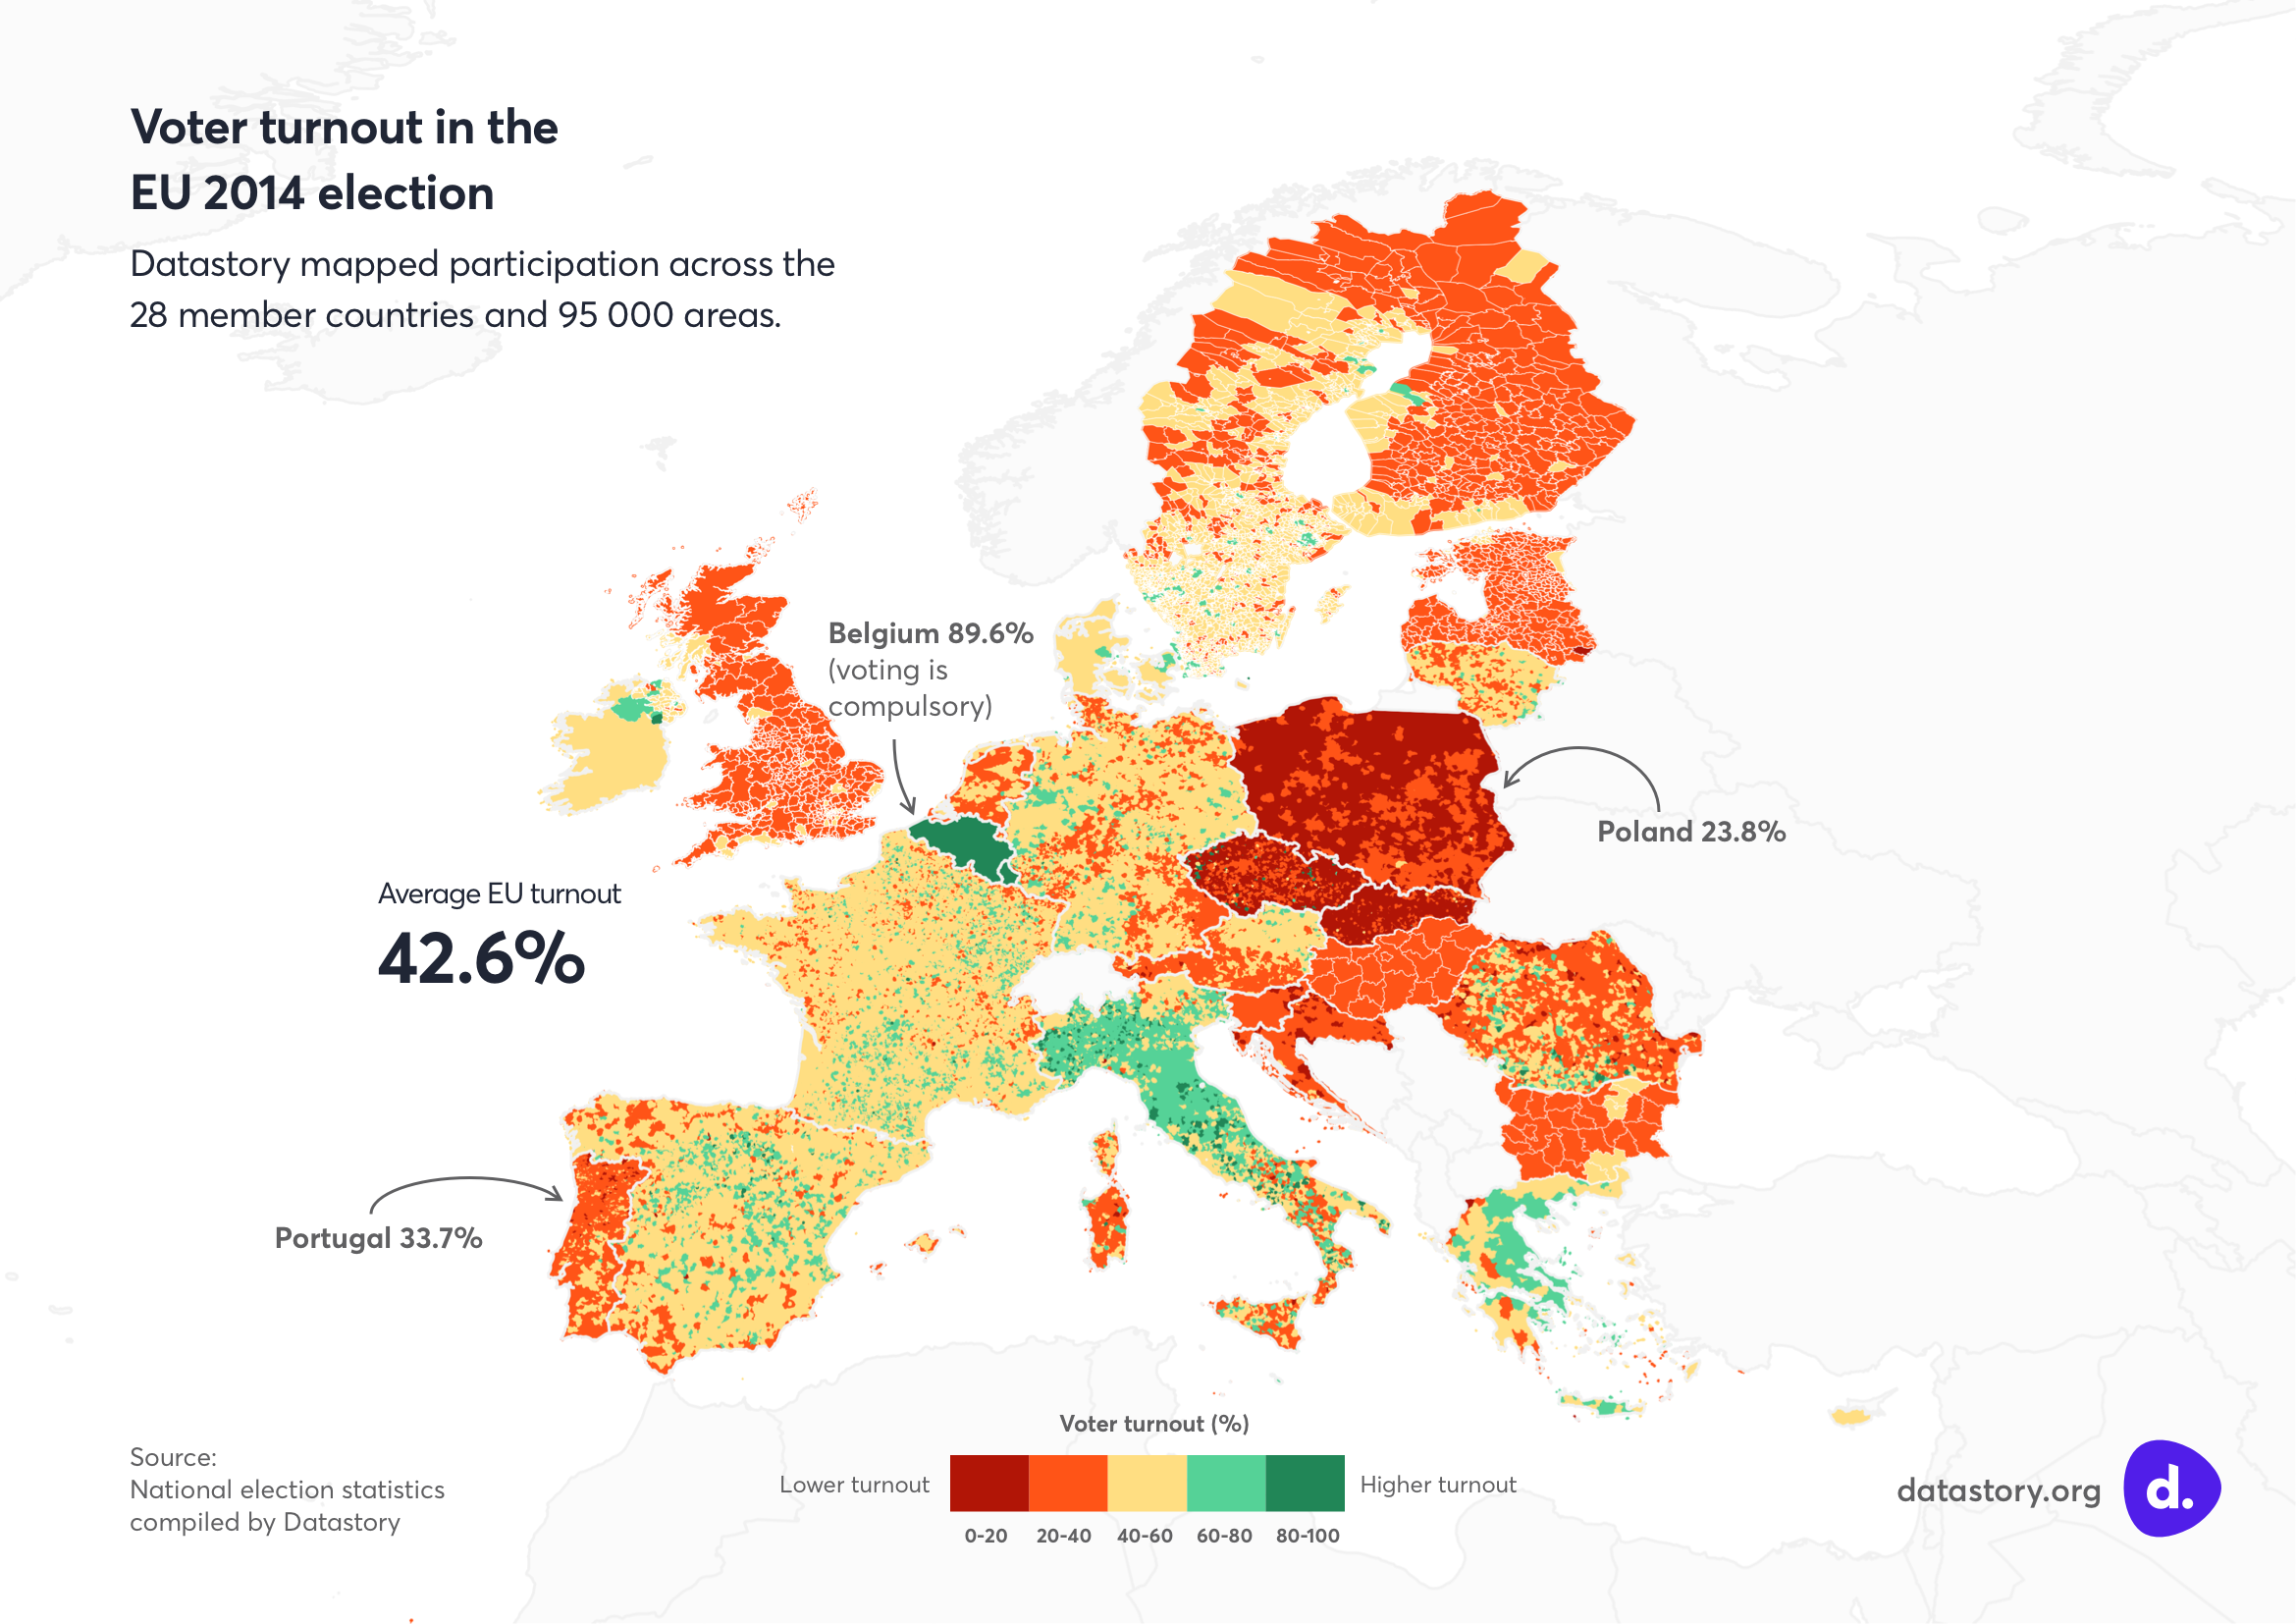 Voter turnout in the
EU 2014 election
Datastory mapped participation across the
28 member countries and 95 000 areas.
Belgium 89.6%
(voting is
compulsory)
Poland 23.8%
Average EU turnout
42.6%
Portugal 33.7%
Voter turnout (%)
Lower turnout
Higher turnout
0-20 20-40 40-60 60-80 80-100
Source:
National election statistics
compiled by Datastory
datastory.org
d.